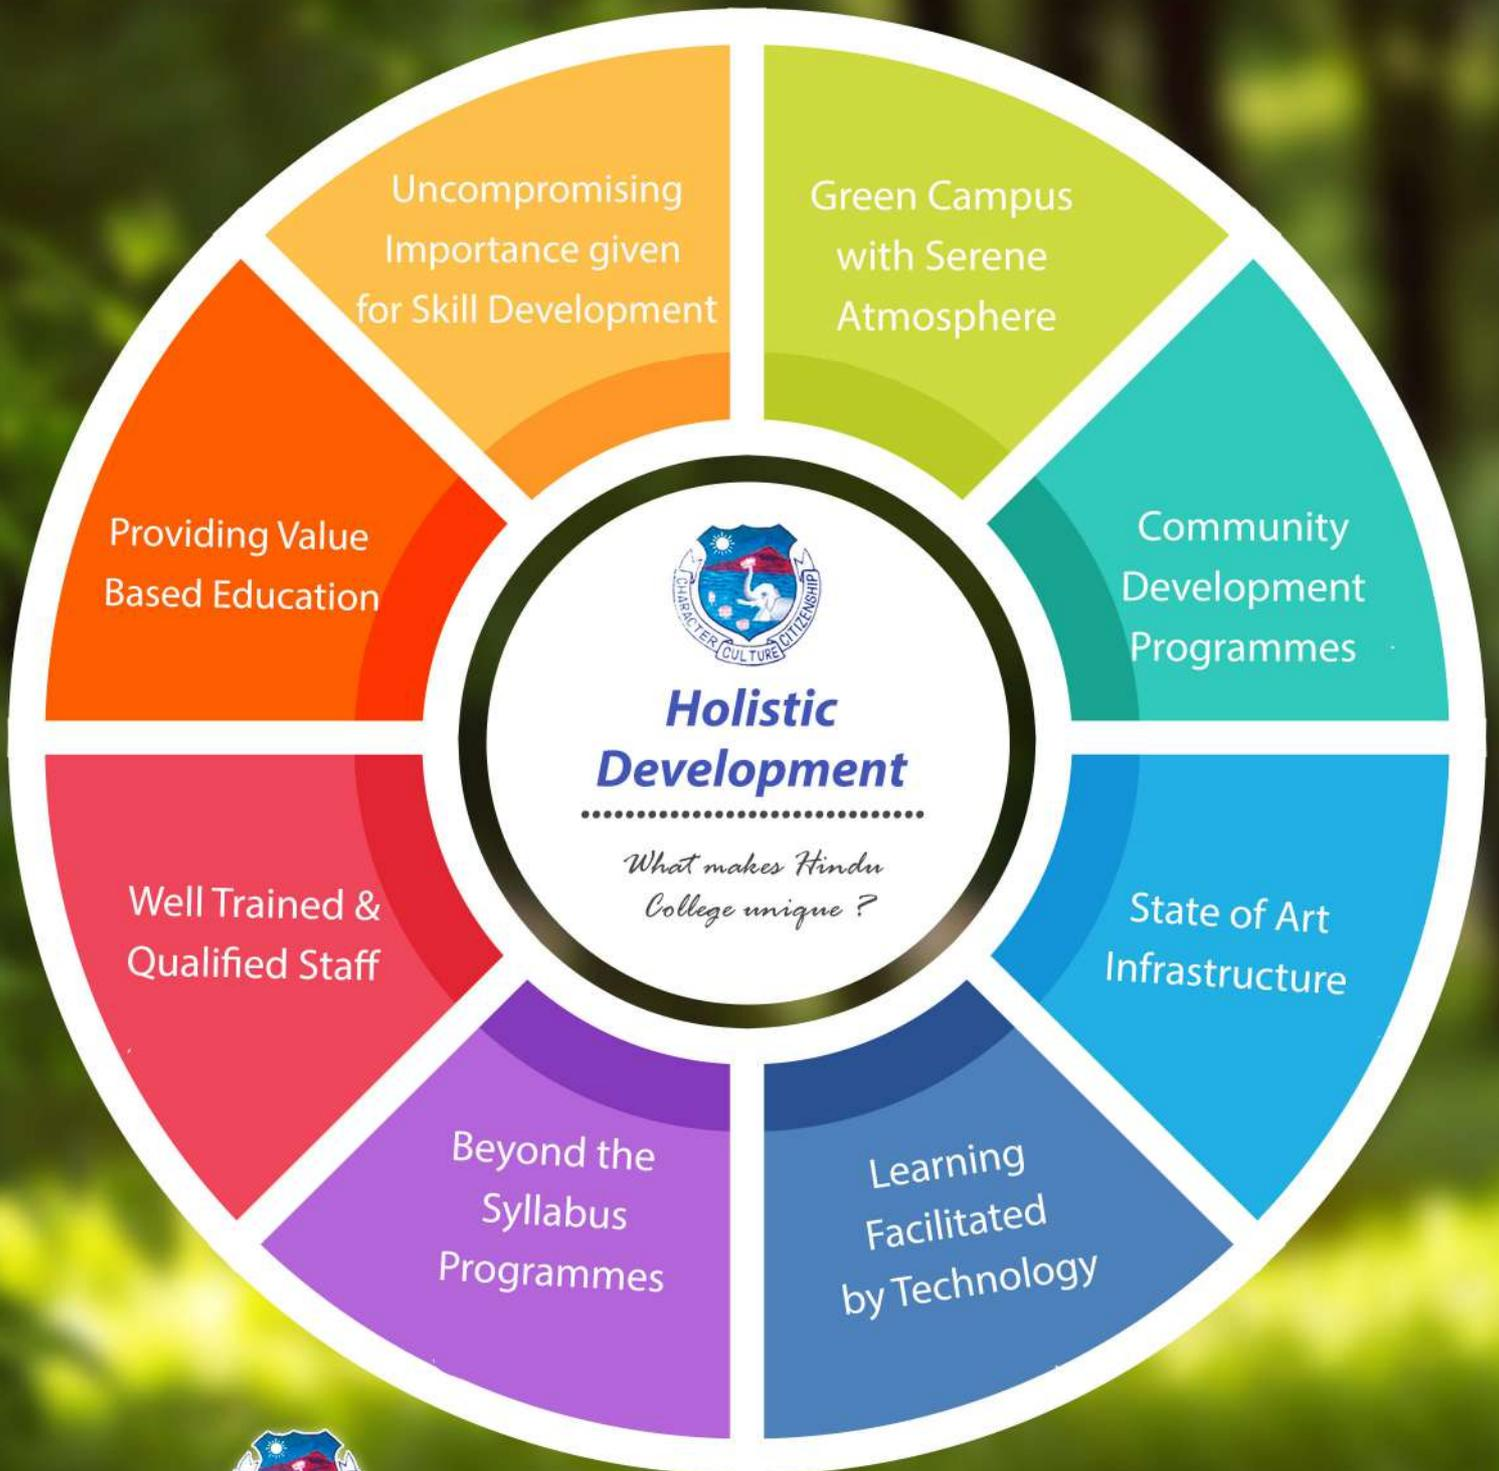 Uncompromising
Importance given
for Skill Development
Green Campus
with Serene
Atmosphere
Community
Development
Programmes
State of Art
Infrastructure
Learning
Facilitated
by Technology
Beyond the
Syllabus
Programmes
Well Trained &
Qualified Staff
Providing Value
Based Education
CHARACTER CULTURE CITIZENSHIP
Holistic
Development
What makes Hindu
College unique ?